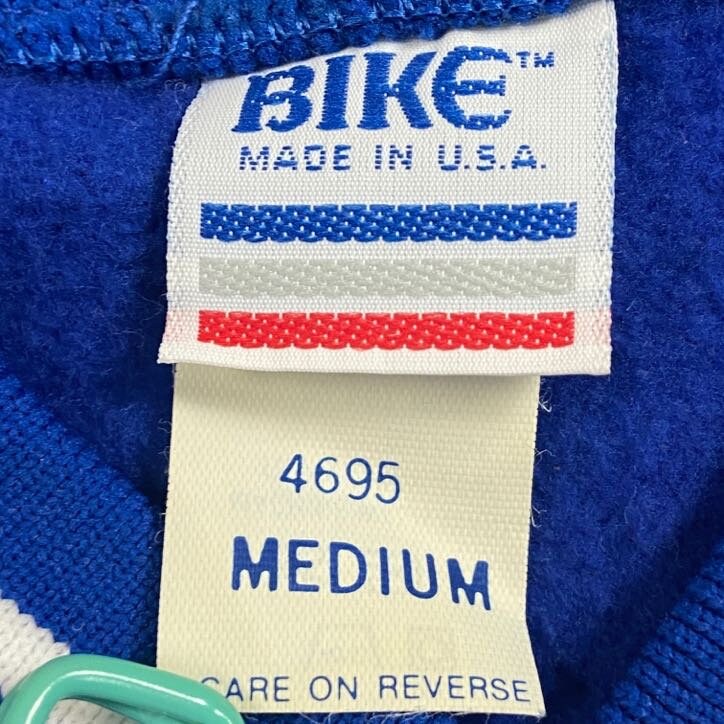 BIKE™
MADE IN U.S.A.
4695
MEDIUM
CARE ON REVERSE